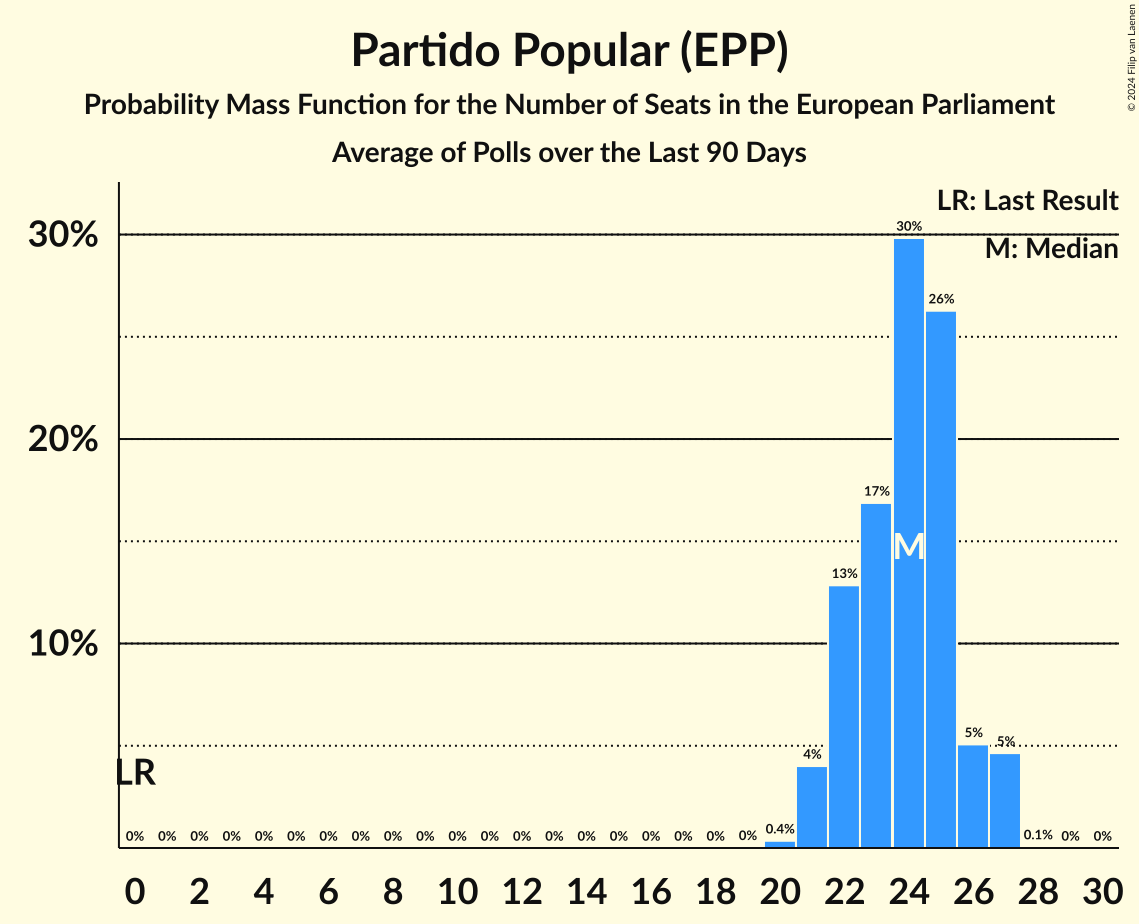 Partido Popular (EPP)
Probability Mass Function for the Number of Seats in the European Parliament
Average of Polls over the Last 90 Days
© 2024 Filip van Laenen
LR: Last Result
M: Median
30%
20%
10%
30%
26%
17%
M
13%
5%
5%
4%
LR
0% 0% 0% 0% 0% 0% 0% 0% 0% 0% 0% 0% 0% 0% 0% 0% 0% 0% 0% 0% 0.4% 0.1% 0% 0%
0 2 4 6 8 10 12 14 16 18 20 22 24 26 28 30